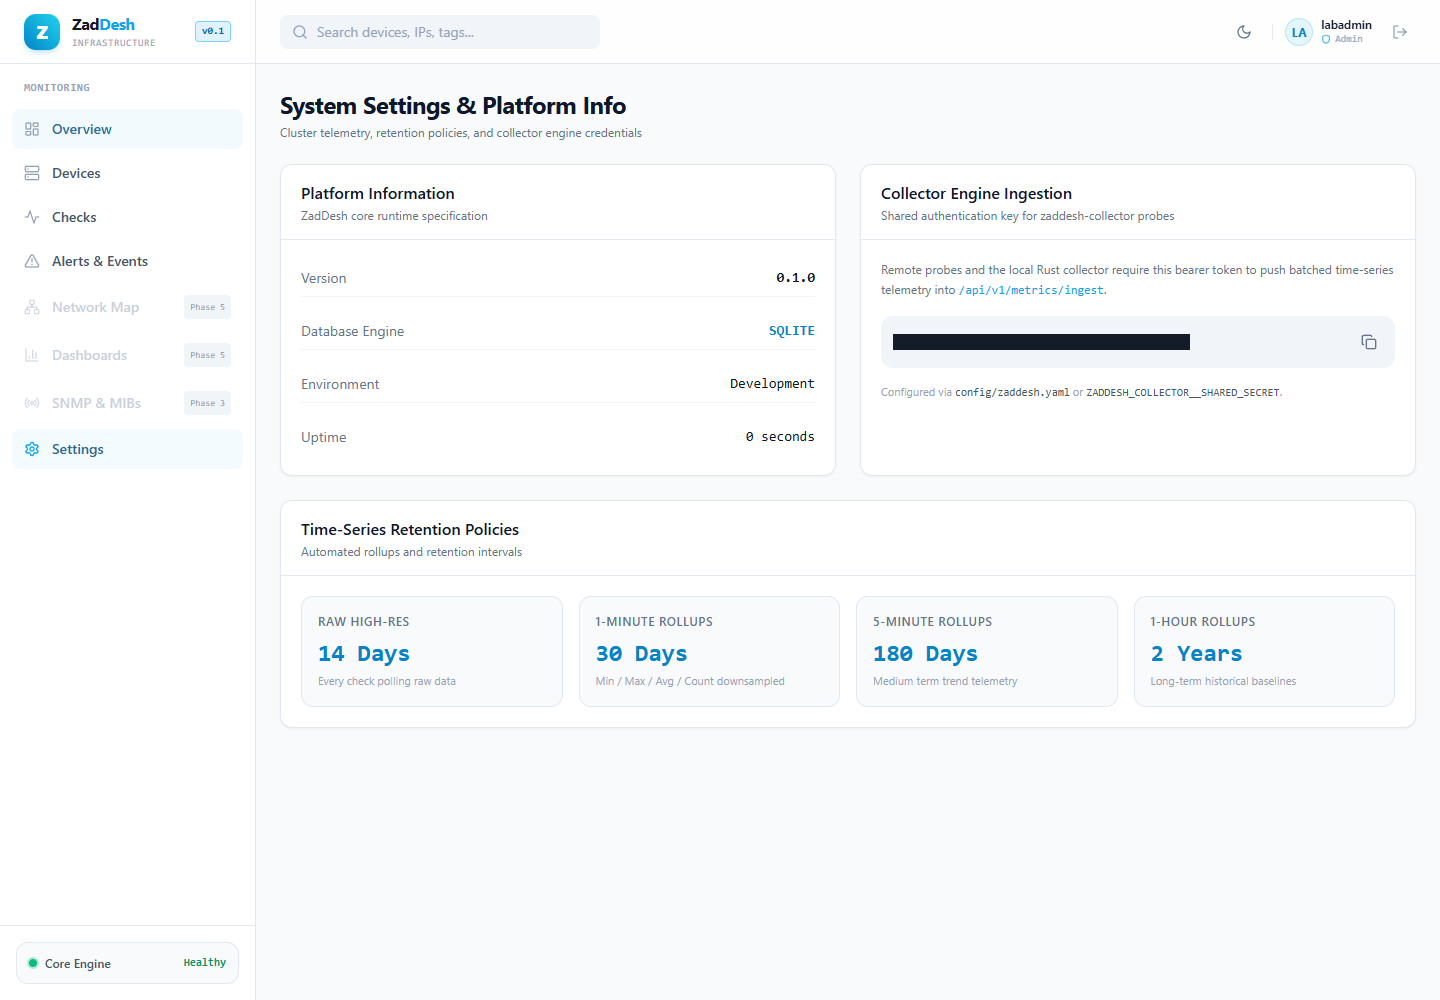 Z
ZadDesh
INFRASTRUCTURE
v0.1
Search devices, IPs, tags...
LA
labadmin
Admin
MONITORING
Overview
Devices
Checks
Alerts & Events
Network Map
Phase 5
Dashboards
Phase 5
SNMP & MIBs
Phase 3
Settings
Core Engine
Healthy
System Settings & Platform Info
Cluster telemetry, retention policies, and collector engine credentials
Platform Information
ZadDesh core runtime specification
Version
0.1.0
Database Engine
SQLITE
Environment
Development
Uptime
0 seconds
Collector Engine Ingestion
Shared authentication key for zaddesh-collector probes
Remote probes and the local Rust collector require this bearer token to push batched time-series
telemetry into /api/v1/metrics/ingest.
Configured via config/zaddesh.yaml or ZADDESH_COLLECTOR__SHARED_SECRET.
Time-Series Retention Policies
Automated rollups and retention intervals
RAW HIGH-RES
14 Days
Every check polling raw data
1-MINUTE ROLLUPS
30 Days
Min / Max / Avg / Count downsampled
5-MINUTE ROLLUPS
180 Days
Medium term trend telemetry
1-HOUR ROLLUPS
2 Years
Long-term historical baselines